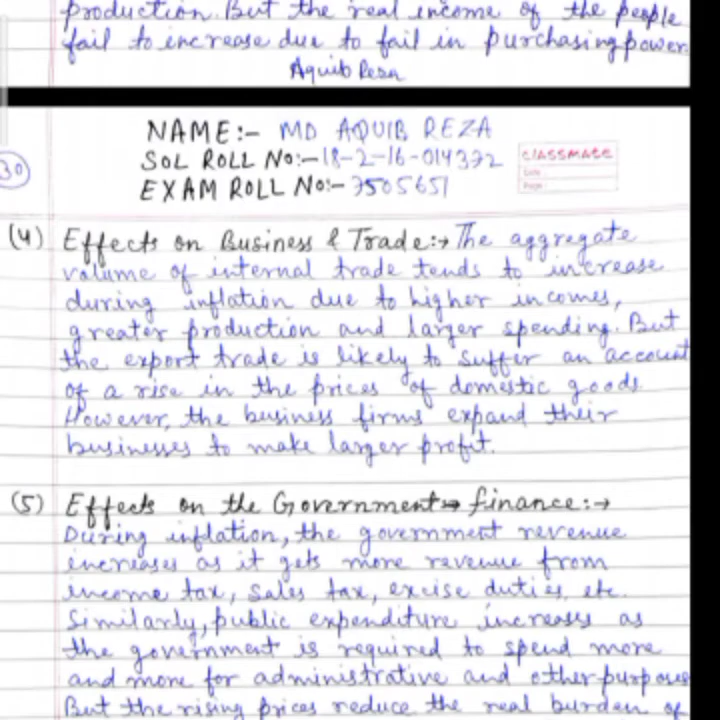 production. But the real income of the people
fail to increase due to fail in purchasing power
Aquib Reza
NAME:- MD AQUIB REZA
SOL ROLL No:- 18-2-16-014372
EXAM ROLL No:- 7505651
CLASSMATE
Date
Page
30
(4) Effects on Business & Trade:→ The aggregate
volume of internal trade tends to increase
during inflation due to higher incomes,
greater production and larger spending. But
the export trade is likely to suffer an account
of a rise in the prices of domestic goods.
However, the business firms expand their
businesses to make larger profit.
(5) Effects on the Government finance:→
During inflation, the government revenue
increases as it gets more revenue from
income tax, sales tax, excise duties, etc.
Similarly, public expenditure increases as
the government is required to spend more
and more for administrative and other purposes
But the rising prices reduce the real burden of